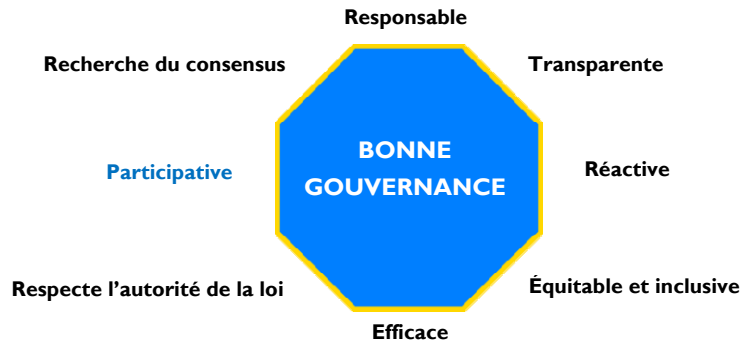 Responsable
Recherche du consensus
Transparente
BONNE
GOUVERNANCE
Participative
Réactive
Respecte l’autorité de la loi
Équitable et inclusive
Efficace